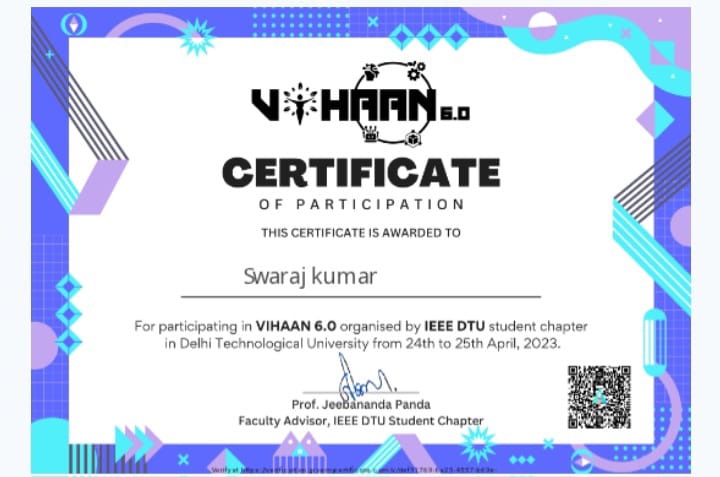 VIHAAN 6.0
CERTIFICATE
OF PARTICIPATION
THIS CERTIFICATE IS AWARDED TO
Swaraj kumar
For participating in VIHAAN 6.0 organised by IEEE DTU student chapter
in Delhi Technological University from 24th to 25th April, 2023.
Prof. Jeebananda Panda
Faculty Advisor, IEEE DTU Student Chapter
Verify at